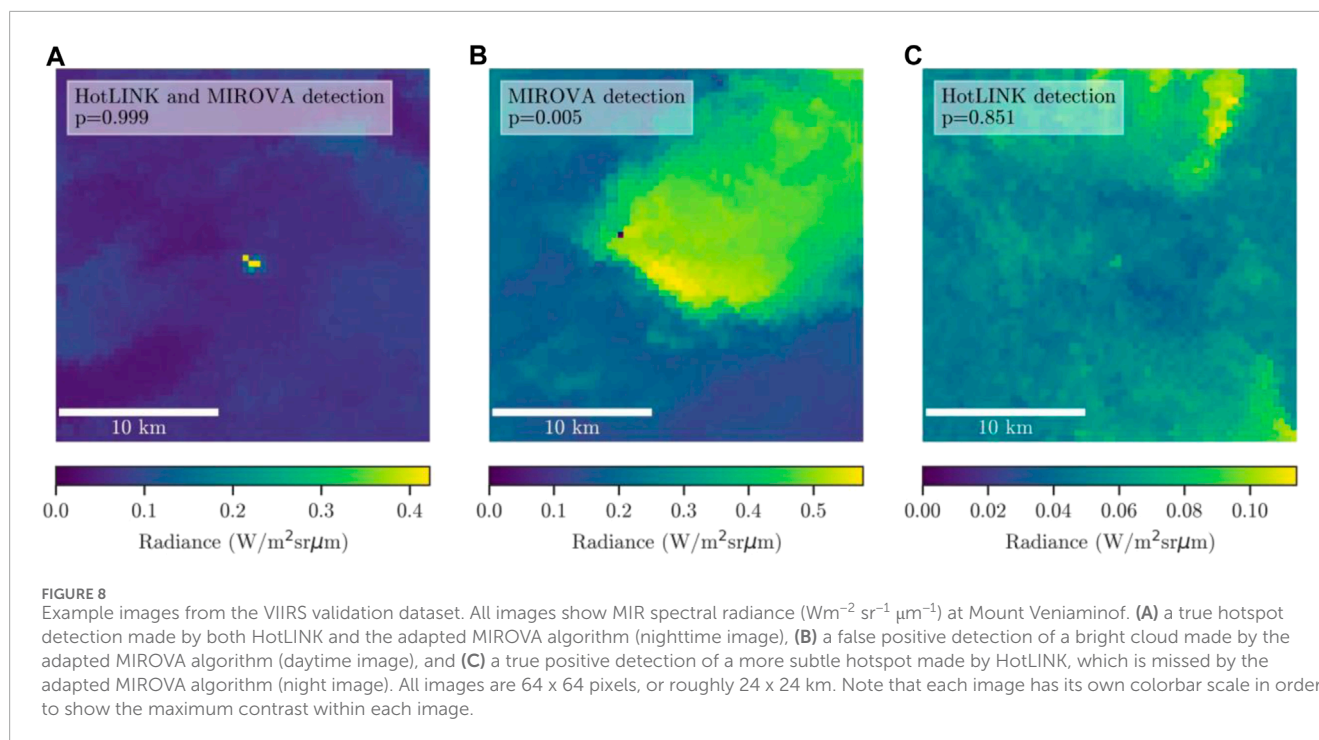 A
HotLINK and MIROVA detection
p=0.999
10 km
0.0 0.1 0.2 0.3 0.4
Radiance (W/m²srμm)
B
MIROVA detection
p=0.005
10 km
0.0 0.1 0.2 0.3 0.4 0.5
Radiance (W/m²srμm)
C
HotLINK detection
p=0.851
10 km
0.00 0.02 0.04 0.06 0.08 0.10
Radiance (W/m²srμm)
FIGURE 8
Example images from the VIIRS validation dataset. All images show MIR spectral radiance (Wm⁻² sr⁻¹ μm⁻¹) at Mount Veniaminof. (A) a true hotspot
detection made by both HotLINK and the adapted MIROVA algorithm (nighttime image), (B) a false positive detection of a bright cloud made by the
adapted MIROVA algorithm (daytime image), and (C) a true positive detection of a more subtle hotspot made by HotLINK, which is missed by the
adapted MIROVA algorithm (night image). All images are 64 x 64 pixels, or roughly 24 x 24 km. Note that each image has its own colorbar scale in order
to show the maximum contrast within each image.